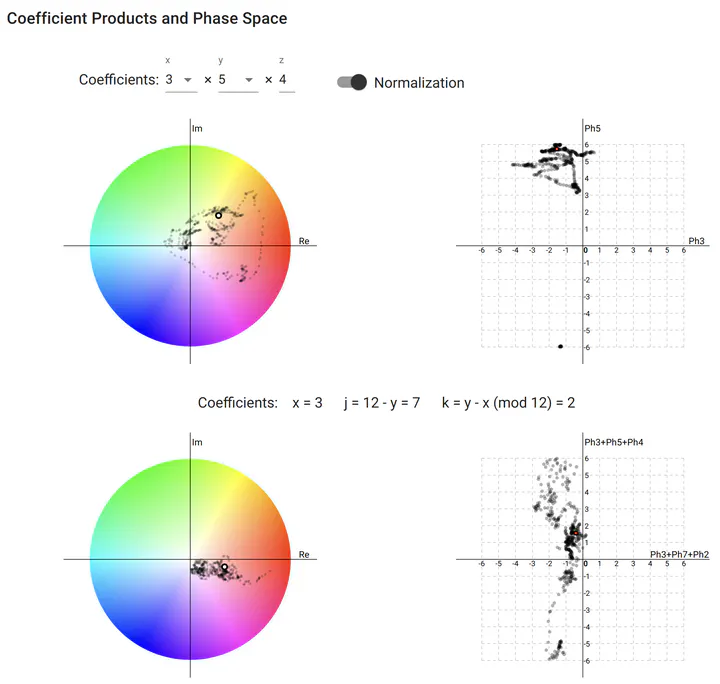 Coefficient Products and Phase Space
x y z
Coefficients: 3 × 5 × 4 Normalization
Im
Re
Ph5
6
5
4
3
2
1
Ph3
-6 -5 -4 -3 -2 -1 0 1 2 3 4 5 6
-1
-2
-3
-4
-5
-6
Coefficients: x = 3 j = 12 - y = 7 k = y - x (mod 12) = 2
Im
Re
Ph3+Ph5+Ph4
6
5
4
3
2
1
Ph3+Ph7+Ph2
-6 -5 -4 -3 -2 -1 0 1 2 3 4 5 6
-1
-2
-3
-4
-5
-6